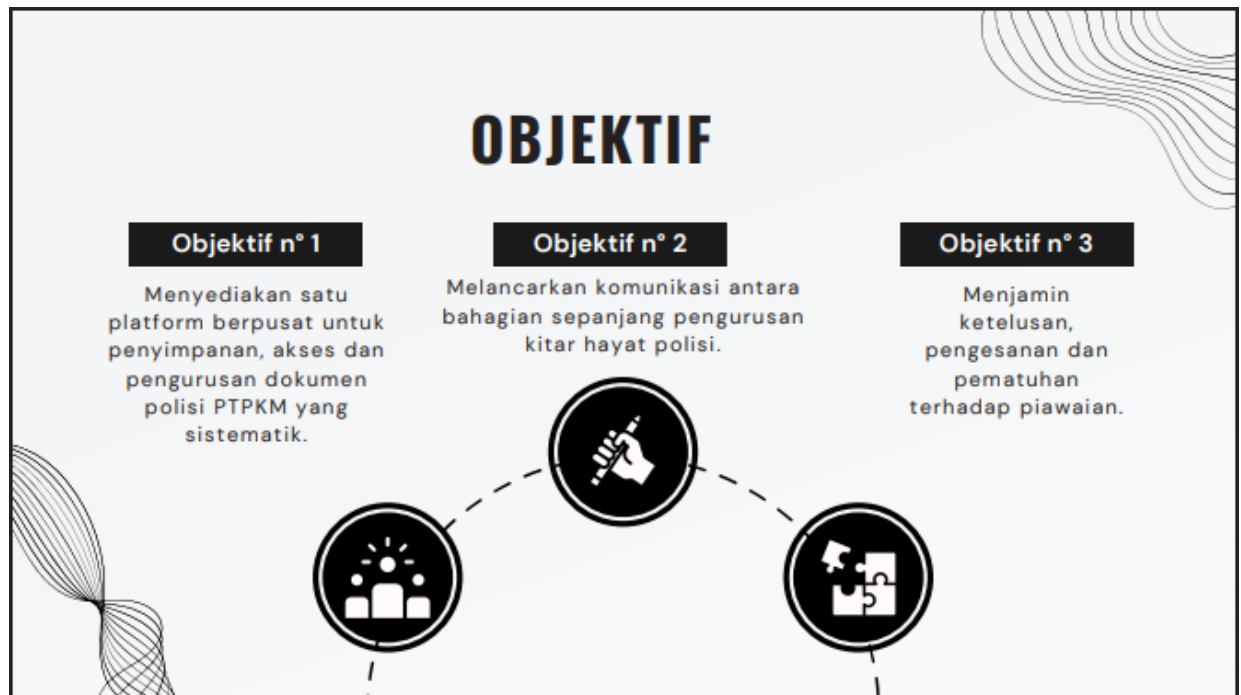 OBJEKTIF
Objektif n° 1
Menyediakan satu
platform berpusat untuk
penyimpanan, akses dan
pengurusan dokumen
polisi PTPKM yang
sistematik.
Objektif n° 2
Melancarkan komunikasi antara
bahagian sepanjang pengurusan
kitar hayat polisi.
Objektif n° 3
Menjamin
ketelusan,
pengesanan dan
pematuhan
terhadap piawaian.